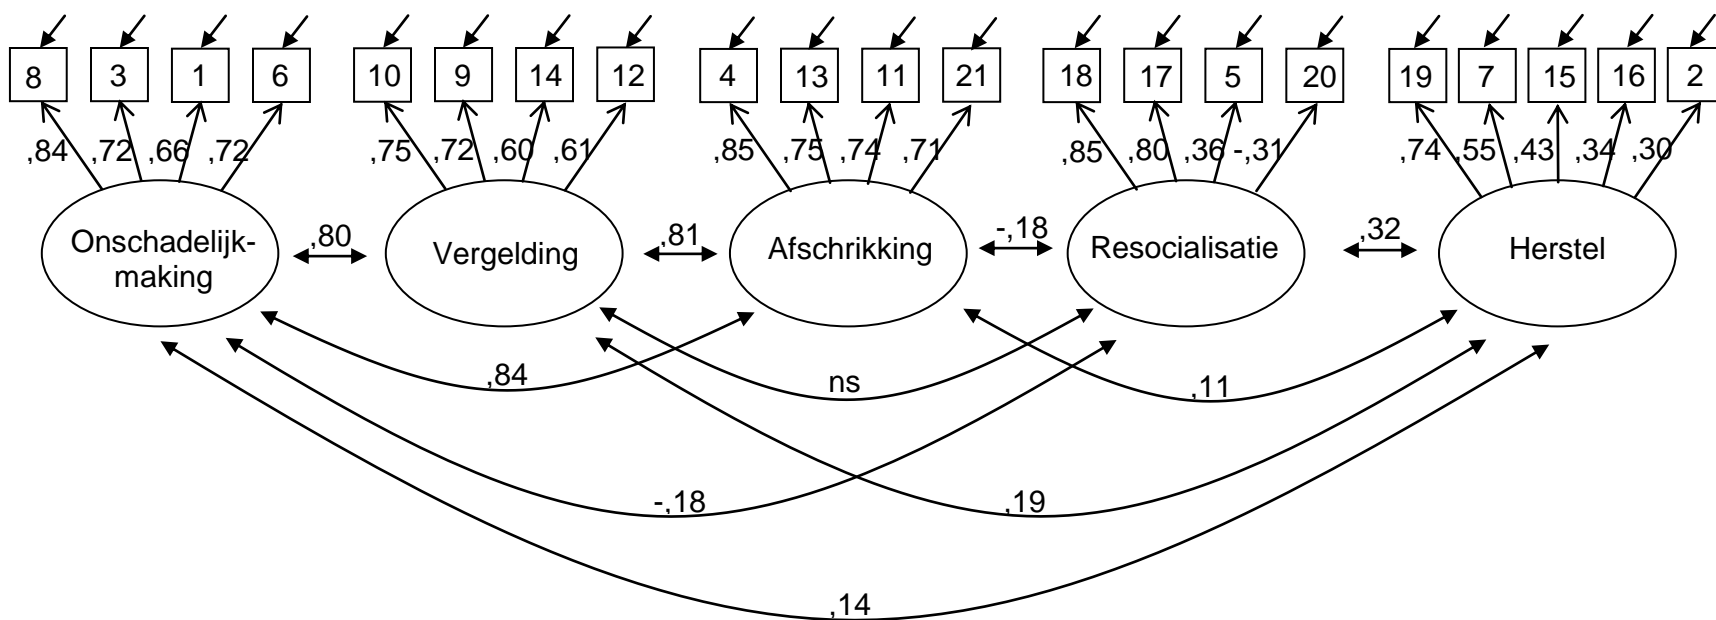 8 3 1 6 10 9 14 12 4 13 11 21 18 17 5 20 19 7 15 16 2
,84 ,72 ,66 ,72 ,75 ,72 ,60 ,61 ,85 ,75 ,74 ,71 ,85 ,80 ,36 -,31 ,74 ,55 ,43 ,34 ,30
Onschadelijk-
making
,80
Vergelding
,81
Afschrikking
-,18
Resocialisatie
,32
Herstel
,84
ns
,11
-,18
,19
,14